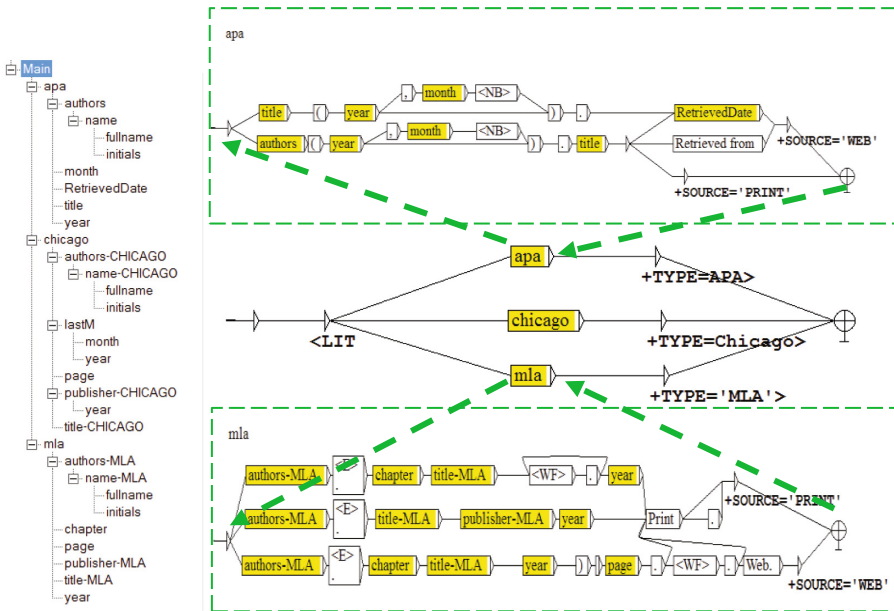 Main
apa
authors
name
fullname
initials
month
RetrievedDate
title
year
chicago
authors-CHICAGO
name-CHICAGO
fullname
initials
lastM
month
year
page
publisher-CHICAGO
year
title-CHICAGO
mla
authors-MLA
name-MLA
fullname
initials
chapter
page
publisher-MLA
title-MLA
year
apa
, month <NB>
title ( year ) . RetrievedDate
, month <NB>
authors ( year ) . title Retrieved from +SOURCE='WEB'
+SOURCE='PRINT'
apa
+TYPE=APA>
chicago
<LIT +TYPE=Chicago>
mla
+TYPE='MLA'>
mla
<E>
authors-MLA . chapter title-MLA <WF> . year
+SOURCE='PRINT'
<E>
authors-MLA . title-MLA publisher-MLA year Print .
<E>
authors-MLA . chapter title-MLA year ) page . <WF> . Web.
+SOURCE='WEB'